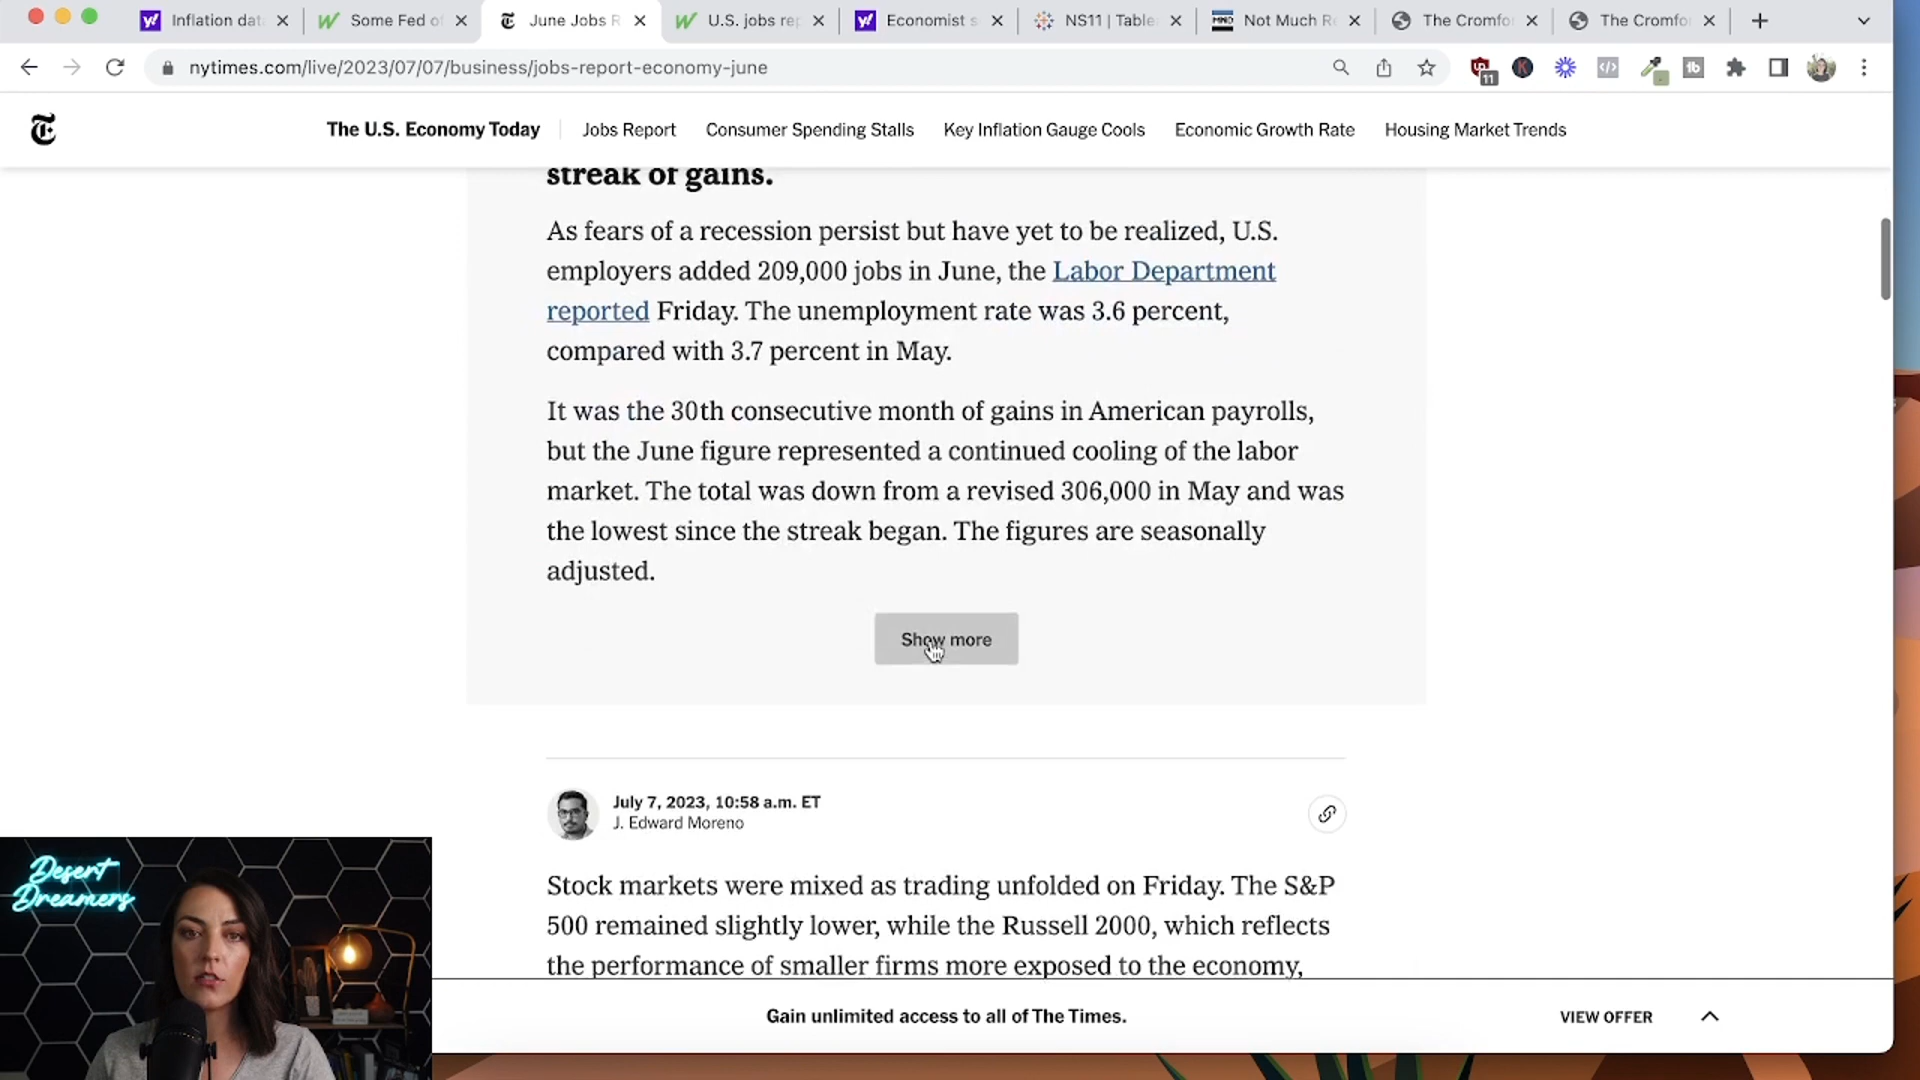 Inflation dat
Some Fed o
June Jobs R
U.S. jobs rep
Economist s
NS11 | Table
Not Much R
The Cromfo
The Cromfo
nytimes.com/live/2023/07/07/business/jobs-report-economy-june
11
The U.S. Economy Today
Jobs Report
Consumer Spending Stalls
Key Inflation Gauge Cools
Economic Growth Rate
Housing Market Trends
streak of gains.
As fears of a recession persist but have yet to be realized, U.S.
employers added 209,000 jobs in June, the Labor Department
reported Friday. The unemployment rate was 3.6 percent,
compared with 3.7 percent in May.
It was the 30th consecutive month of gains in American payrolls,
but the June figure represented a continued cooling of the labor
market. The total was down from a revised 306,000 in May and was
the lowest since the streak began. The figures are seasonally
adjusted.
Show more
July 7, 2023, 10:58 a.m. ET
J. Edward Moreno
Stock markets were mixed as trading unfolded on Friday. The S&P
500 remained slightly lower, while the Russell 2000, which reflects
the performance of smaller firms more exposed to the economy,
Desert
Dreamers
Gain unlimited access to all of The Times.
VIEW OFFER